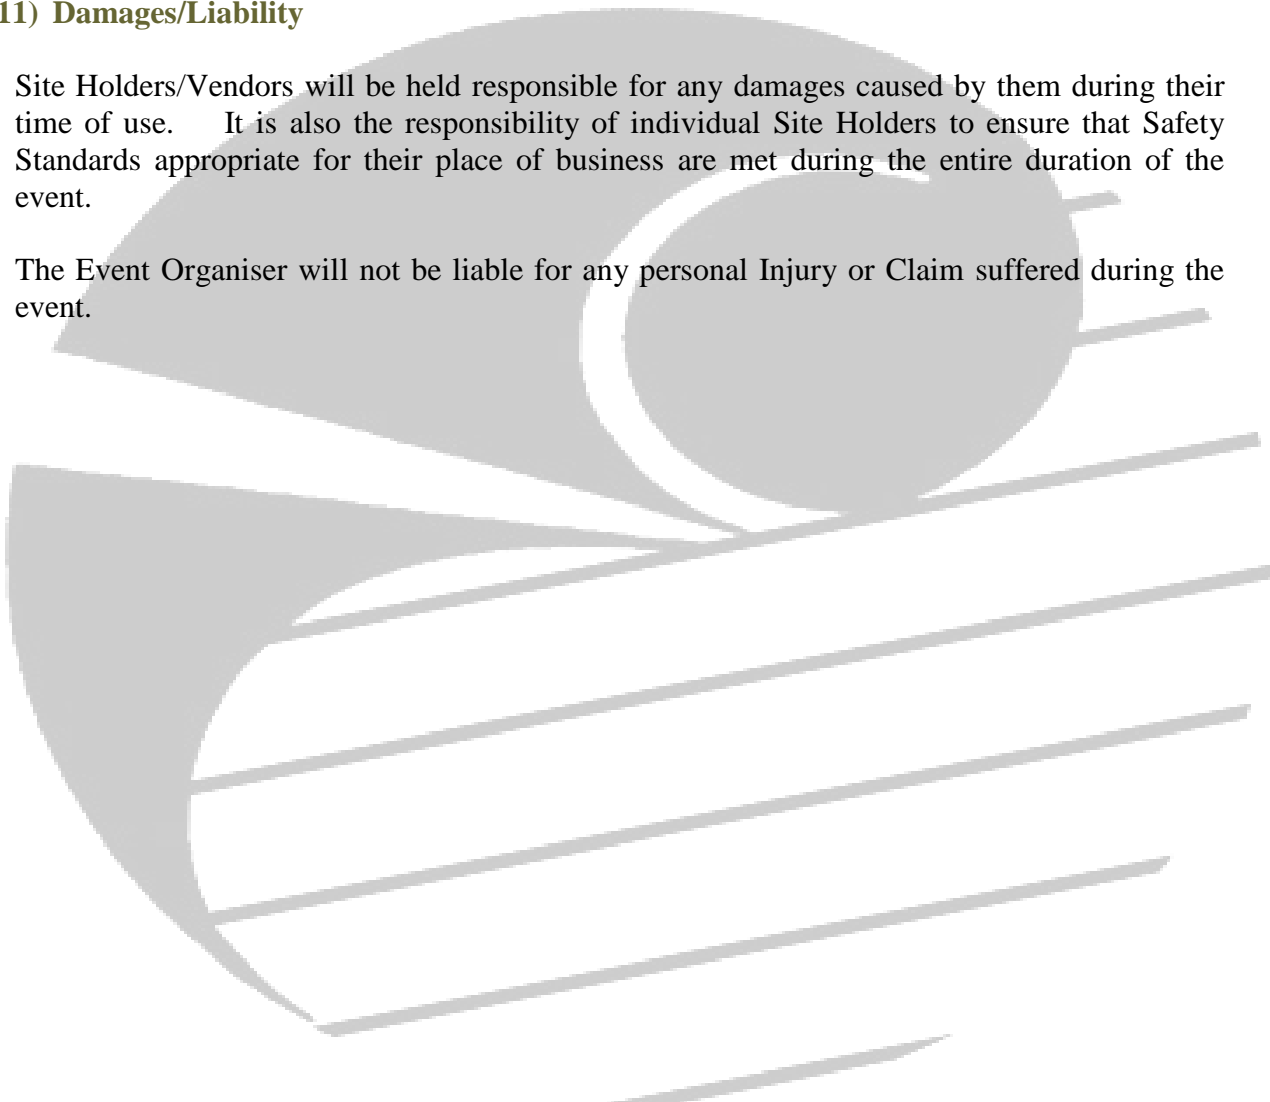 11) Damages/Liability
Site Holders/Vendors will be held responsible for any damages caused by them during their
time of use. It is also the responsibility of individual Site Holders to ensure that Safety
Standards appropriate for their place of business are met during the entire duration of the
event.
The Event Organiser will not be liable for any personal Injury or Claim suffered during the
event.